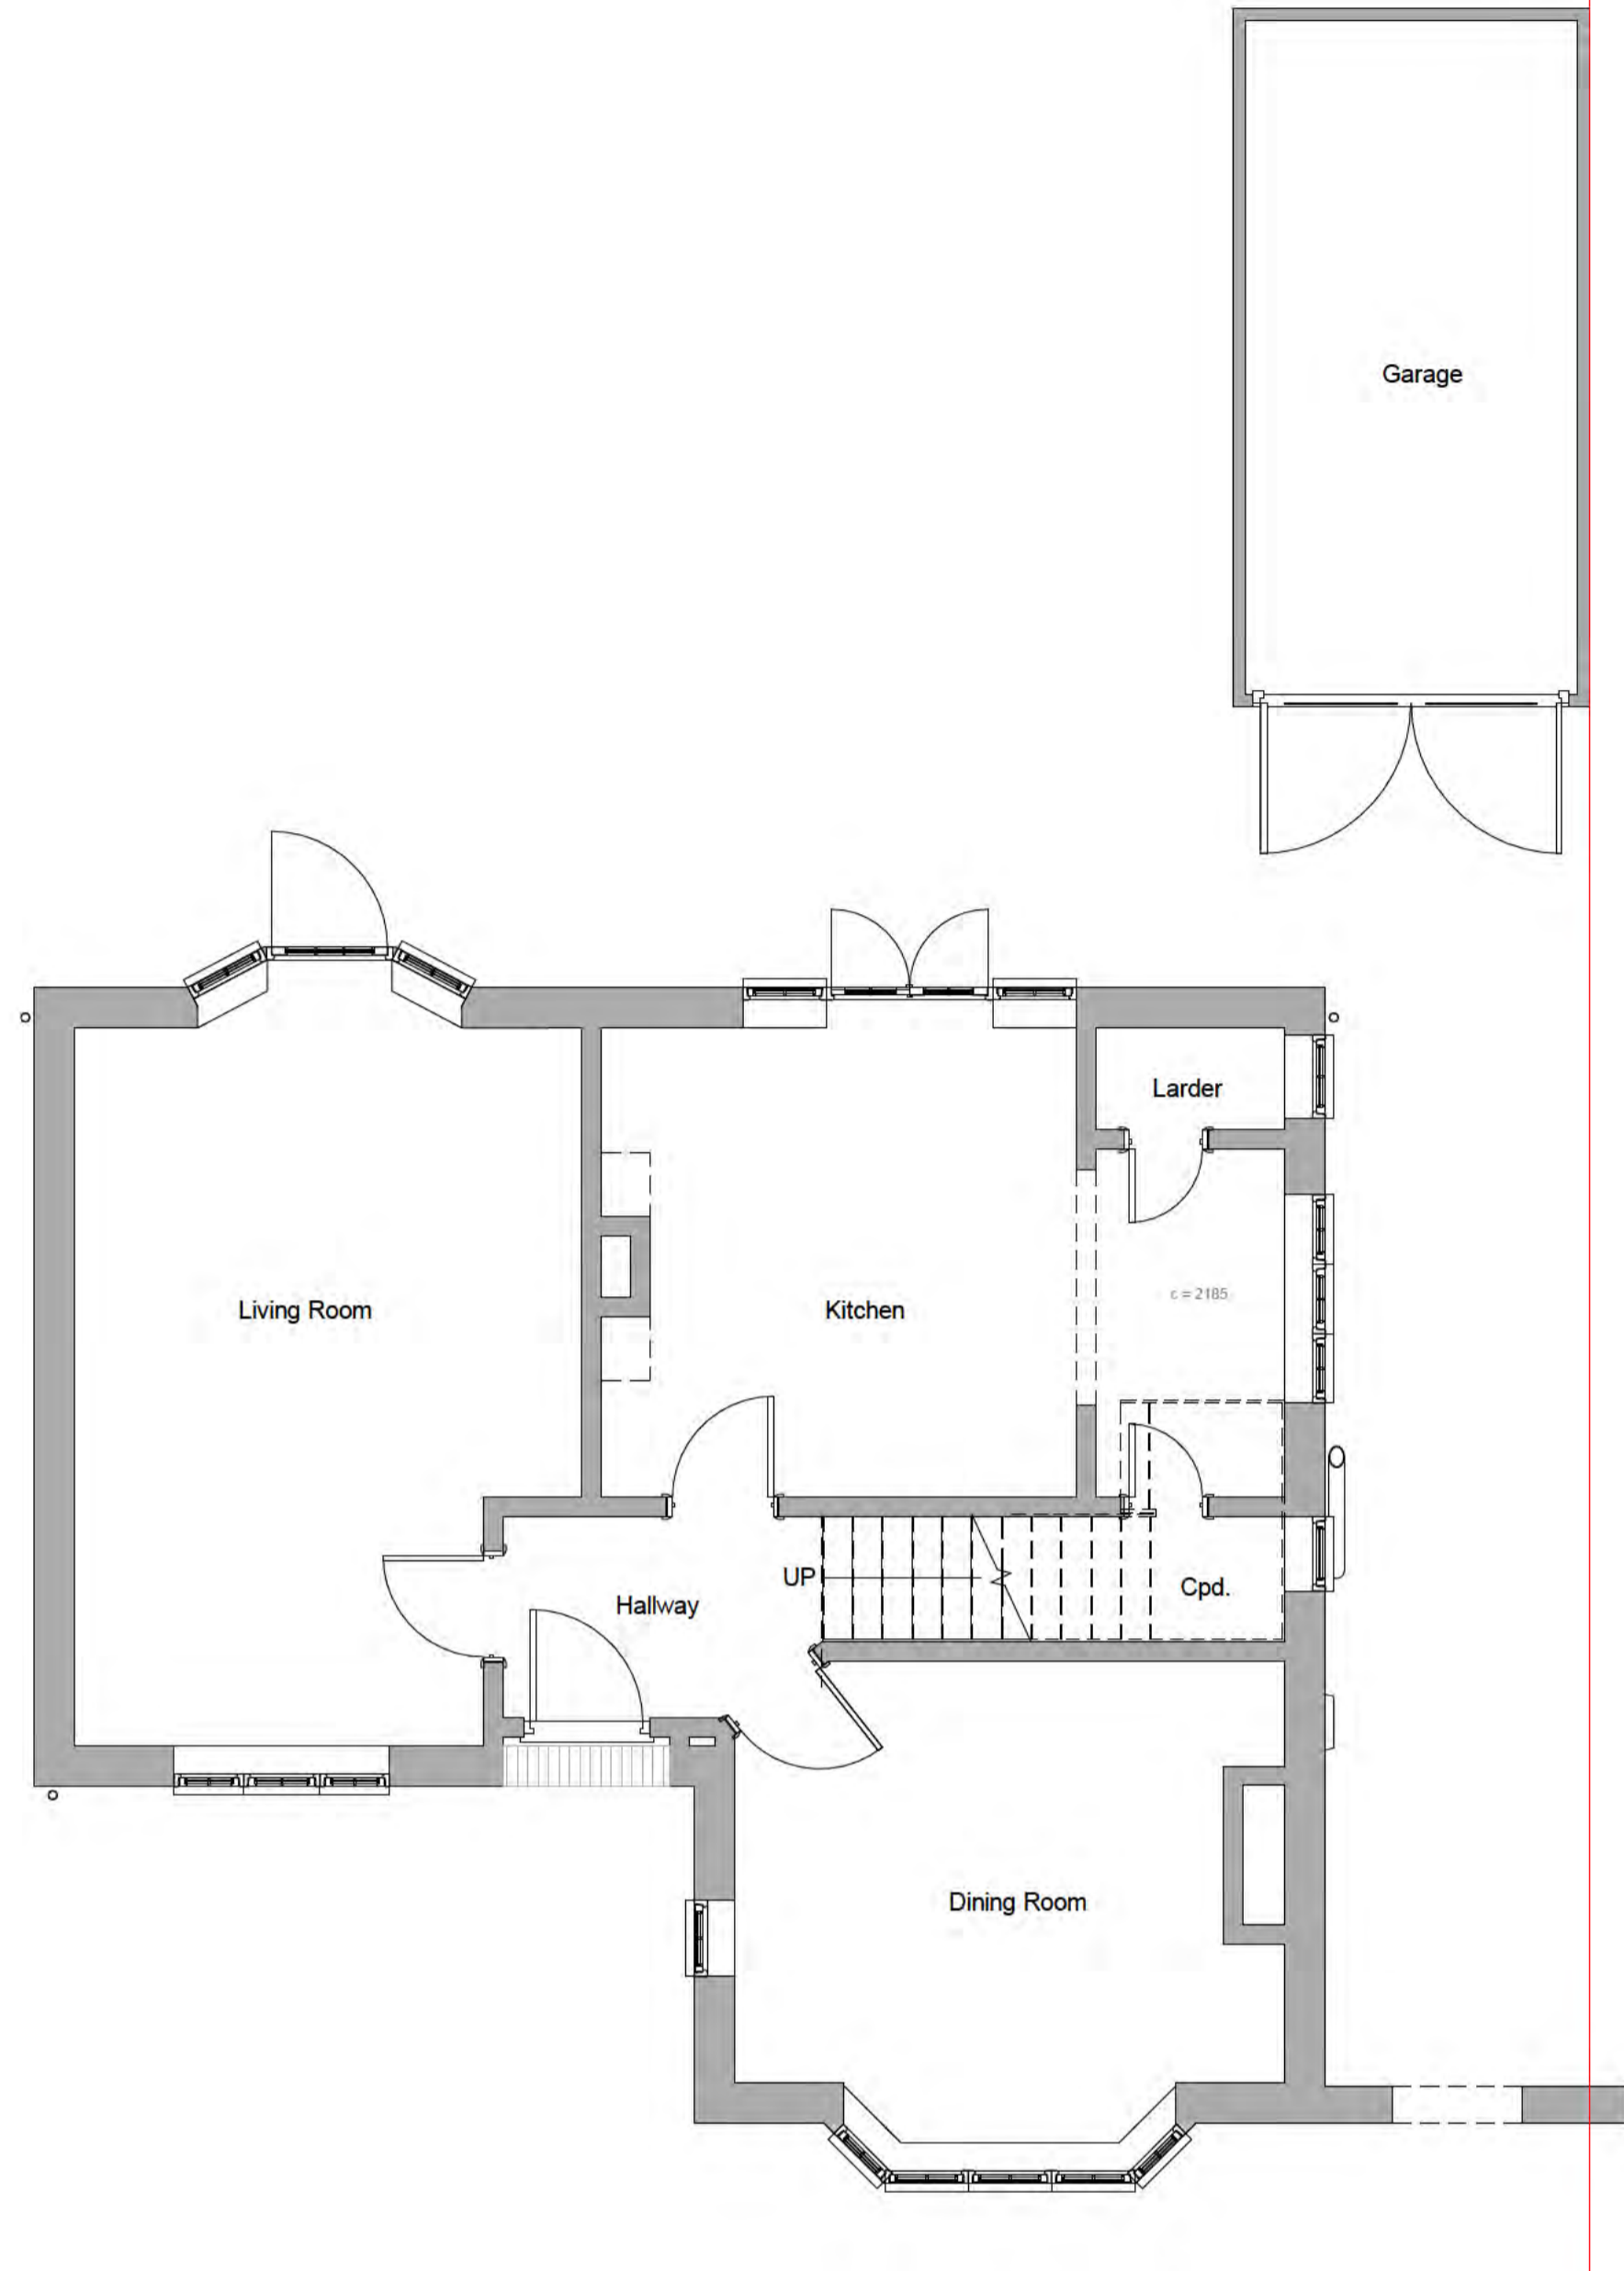 Garage
Larder
c = 2185
Living Room
Kitchen
UP
Cpd.
Hallway
Dining Room